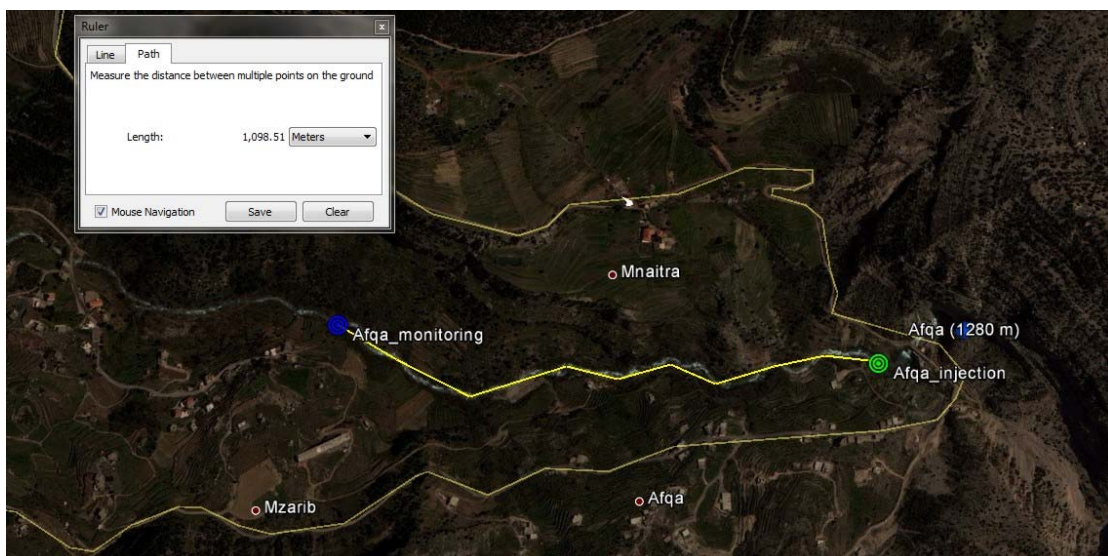 Ruler
Line Path
Measure the distance between multiple points on the ground
Length: 1,098.51 Meters
Mouse Navigation Save Clear
Mnaitra
Afqa_monitoring
Afqa (1280 m)
Afqa_injection
Mzarib
Afqa